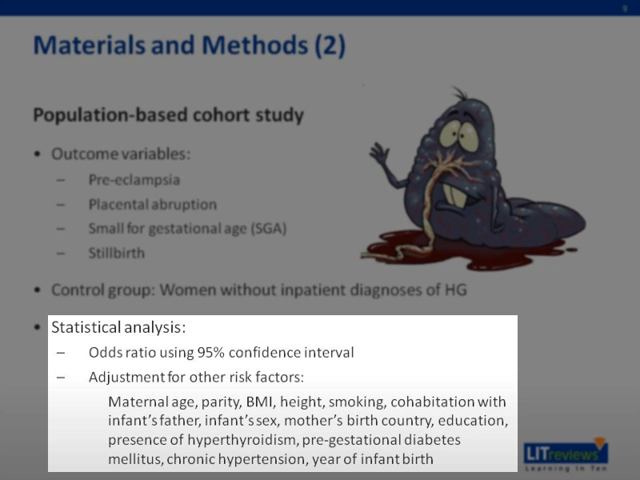 9
Materials and Methods (2)
Population-based cohort study
• Outcome variables:
– Pre-eclampsia
– Placental abruption
– Small for gestational age (SGA)
– Stillbirth
• Control group: Women without inpatient diagnoses of HG
• Statistical analysis:
– Odds ratio using 95% confidence interval
– Adjustment for other risk factors:
Maternal age, parity, BMI, height, smoking, cohabitation with
infant's father, infant's sex, mother's birth country, education,
presence of hyperthyroidism, pre-gestational diabetes
mellitus, chronic hypertension, year of infant birth
LITreviews
Learning In Ten